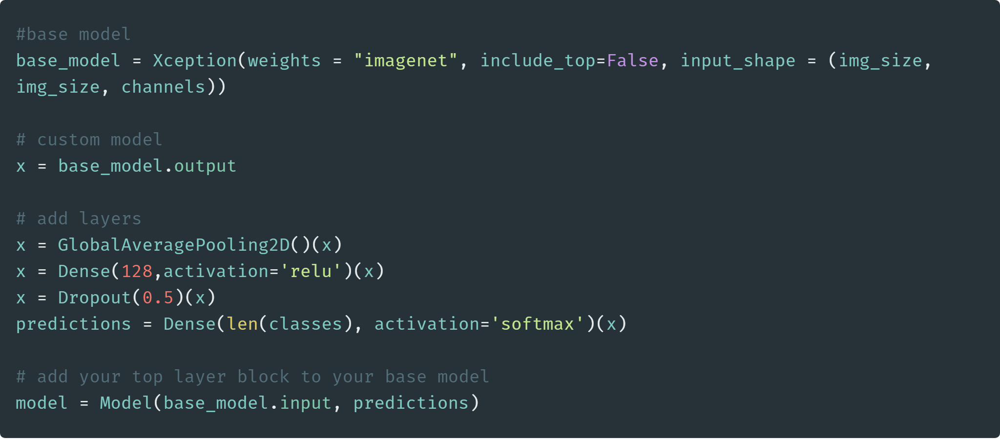 #base model
base_model = Xception(weights = "imagenet", include_top=False, input_shape = (img_size,
img_size, channels))
# custom model
x = base_model.output
# add layers
x = GlobalAveragePooling2D()(x)
x = Dense(128,activation='relu')(x)
x = Dropout(0.5)(x)
predictions = Dense(len(classes), activation='softmax')(x)
# add your top layer block to your base model
model = Model(base_model.input, predictions)